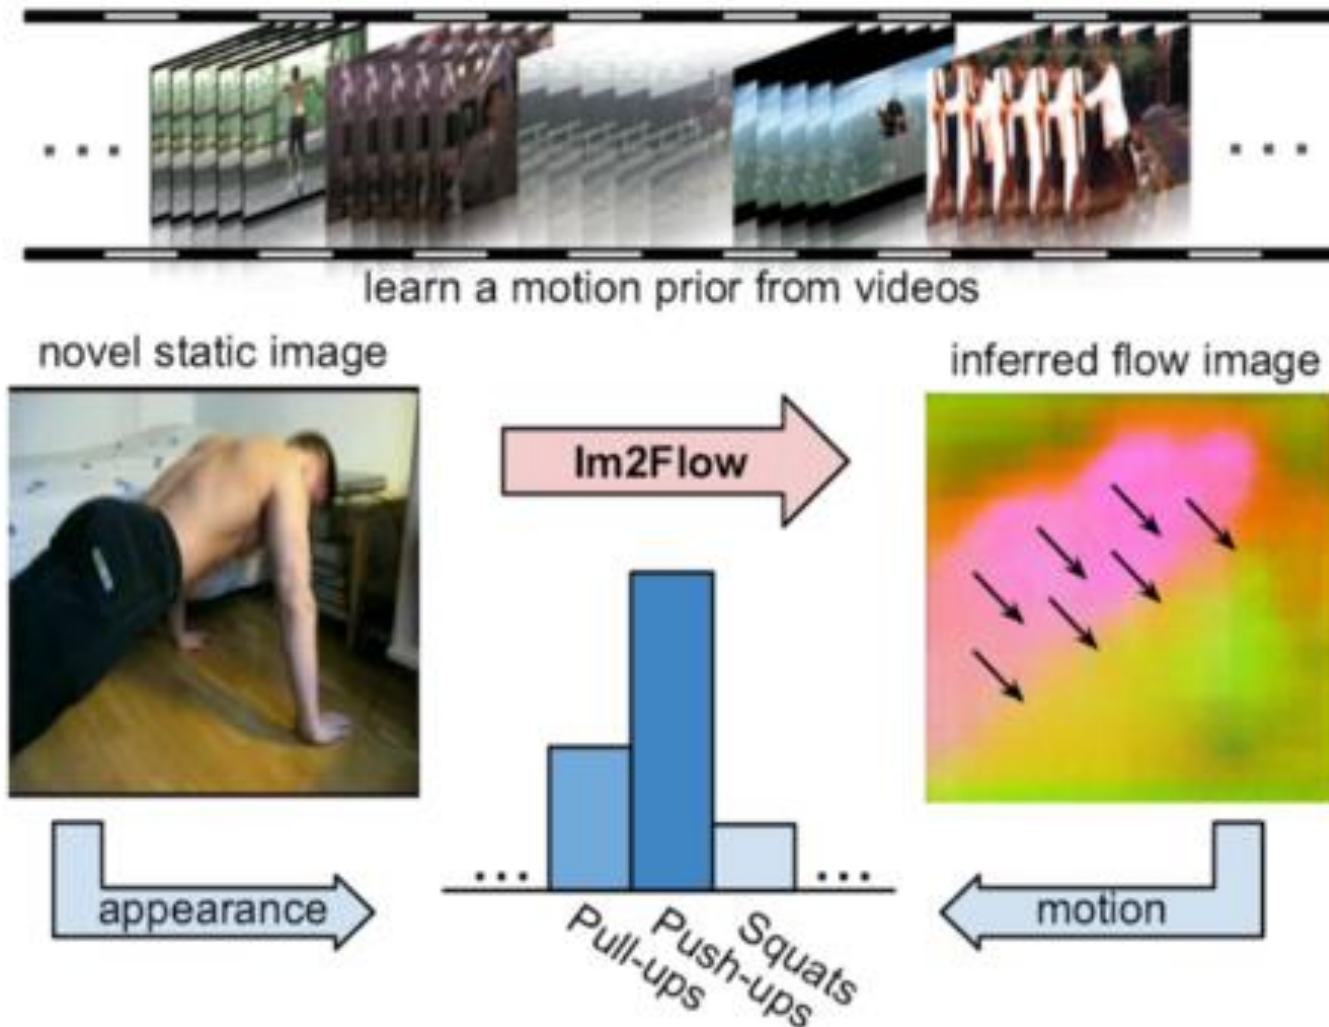 learn a motion prior from videos
novel static image
inferred flow image
Im2Flow
appearance
motion
Pull-ups
Push-ups
Squats